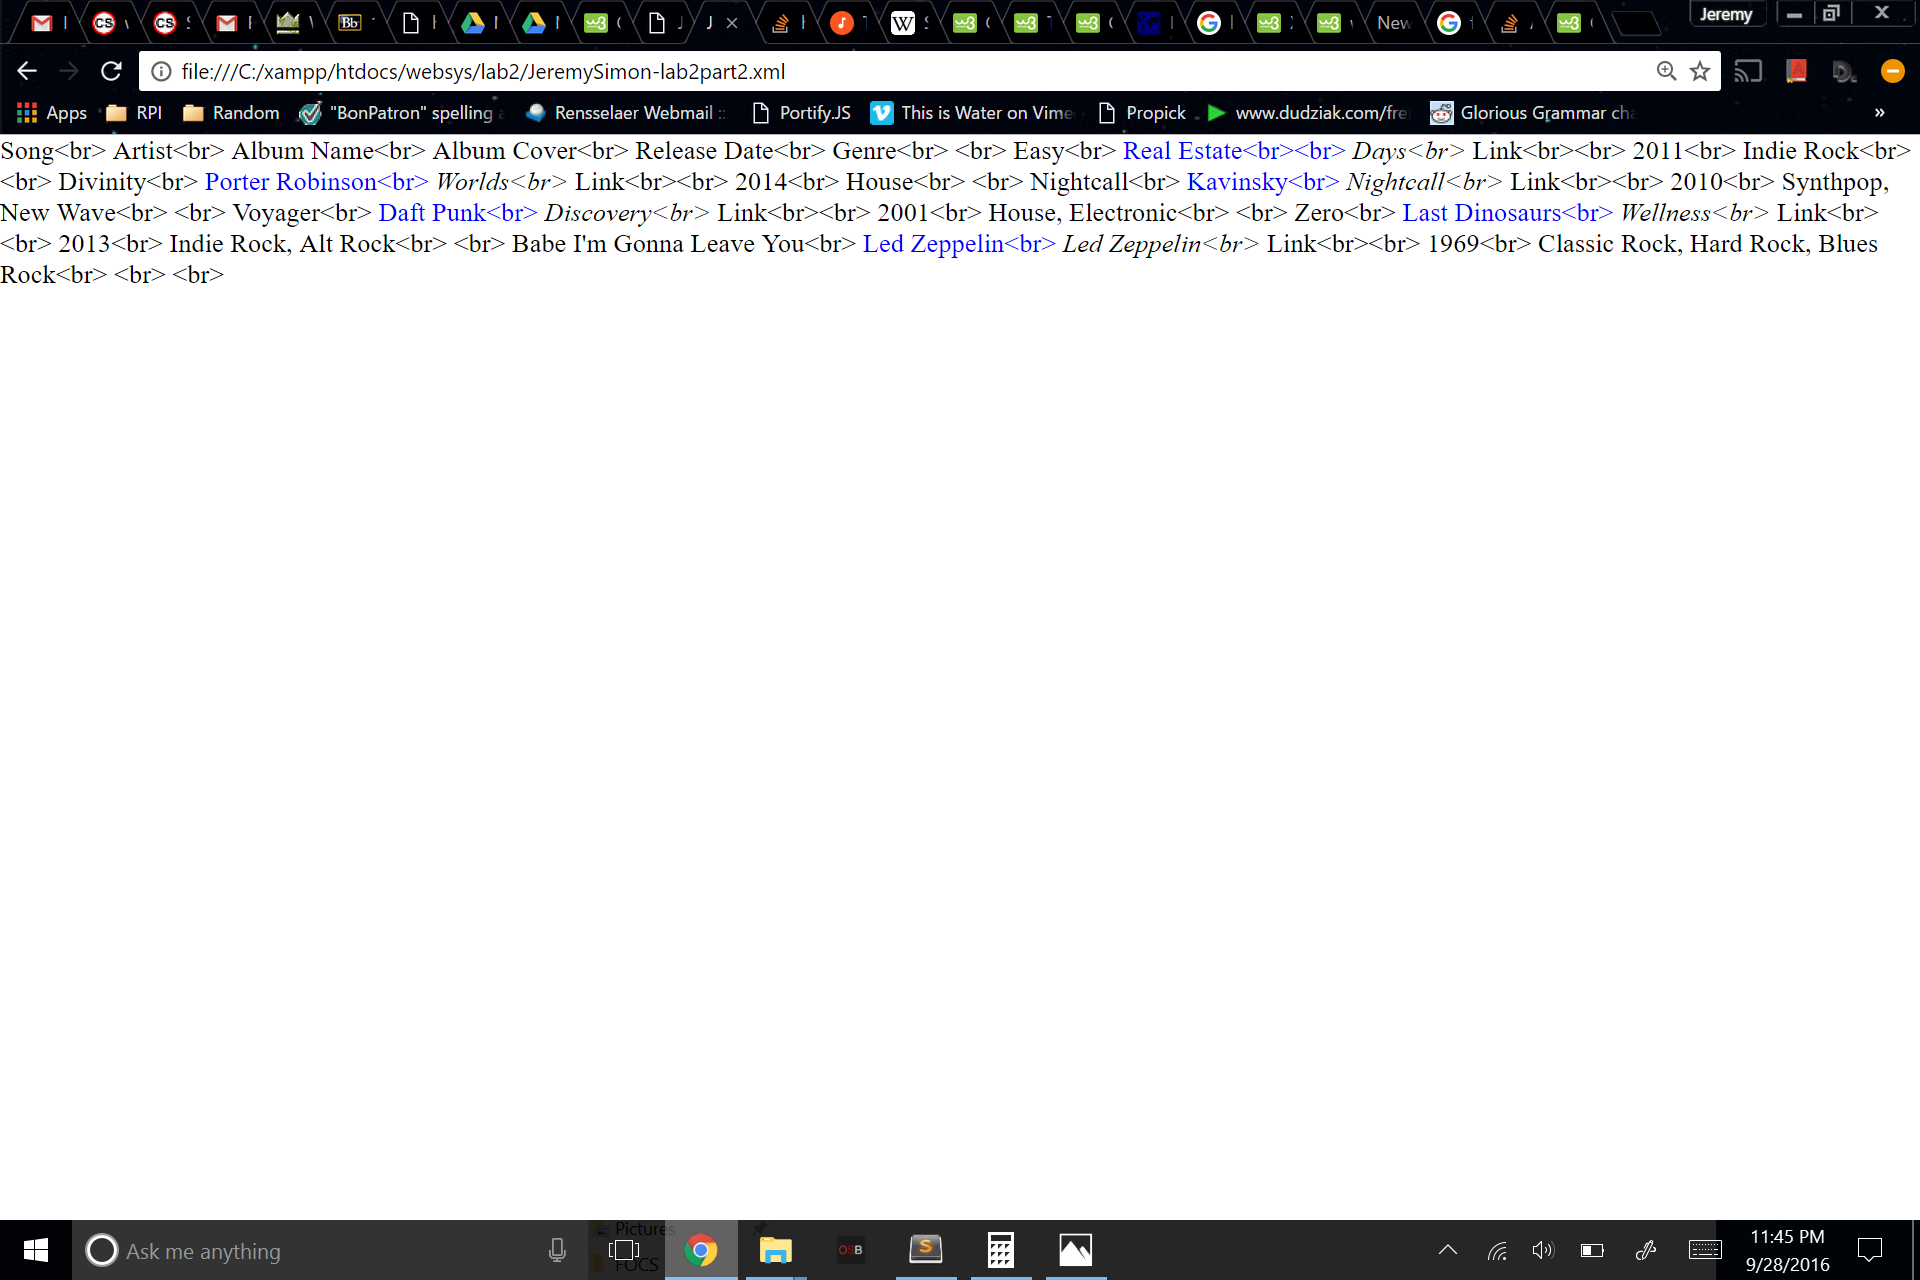 Jeremy
file:///C:/xampp/htdocs/websys/lab2/JeremySimon-lab2part2.xml
Apps RPI Random "BonPatron" spelling Rensselaer Webmail :: Portify.JS This is Water on Vime Propick www.dudziak.com/fre Glorious Grammar cha »
Song<br> Artist<br> Album Name<br> Album Cover<br> Release Date<br> Genre<br> <br> Easy<br> Real Estate<br><br> Days<br> Link<br><br> 2011<br> Indie Rock<br>
<br> Divinity<br> Porter Robinson<br> Worlds<br> Link<br><br> 2014<br> House<br> <br> Nightcall<br> Kavinsky<br> Nightcall<br> Link<br><br> 2010<br> Synthpop,
New Wave<br> <br> Voyager<br> Daft Punk<br> Discovery<br> Link<br><br> 2001<br> House, Electronic<br> <br> Zero<br> Last Dinosaurs<br> Wellness<br> Link<br>
<br> 2013<br> Indie Rock, Alt Rock<br> <br> Babe I'm Gonna Leave You<br> Led Zeppelin<br> Led Zeppelin<br> Link<br><br> 1969<br> Classic Rock, Hard Rock, Blues
Rock<br> <br> <br>
Pictures
Ask me anything
FOCS
OSB
11:45 PM
9/28/2016